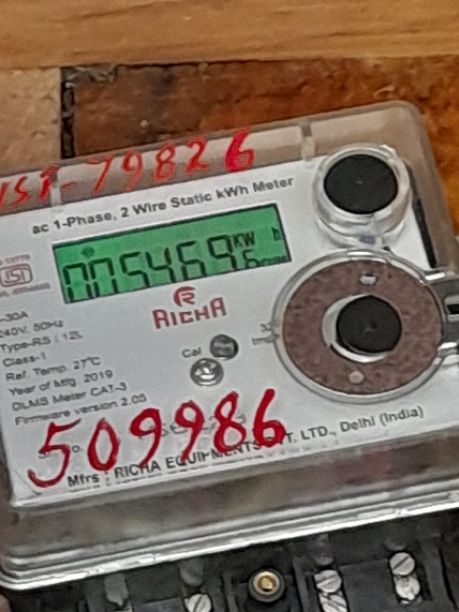 79826
ac 1-Phase, 2 Wire Static kWh Meter
5469.6 kW
RICHA
-30A
240V, 50Hz
Type-RS | 12L
Class-1
Ref. Temp. 27°C
Year of Mfg. 2019
DLMS Meter CAT-3
Firmware version 2.05
Cal
509986
Mfrs : RICHA EQUIPMENTS PVT. LTD., Delhi (India)